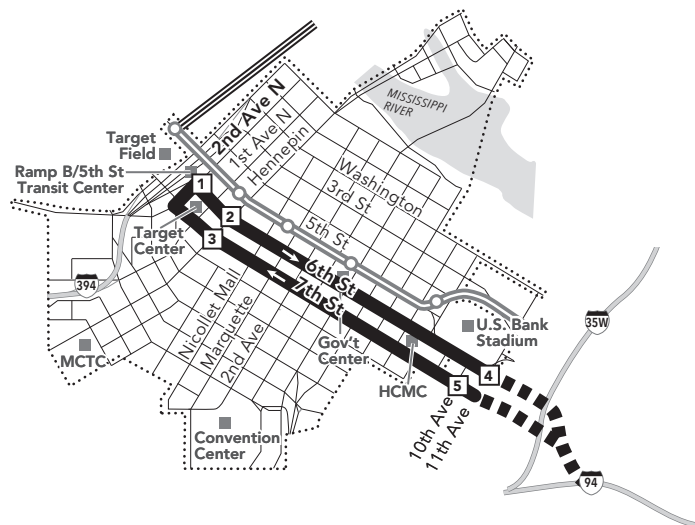 MISSISSIPPI
RIVER
2nd Ave N
1st Ave N
Hennepin
Washington
3rd St
Target
Field
Ramp B/5th St
Transit Center
1
2
3
Target
Center
5th St
6th St
7th St
394
35W
Nicollet Mall
Marquette
2nd Ave
Gov't
Center
U.S. Bank
Stadium
MCTC
HCMC
4
5
10th Ave
11th Ave
Convention
Center
94